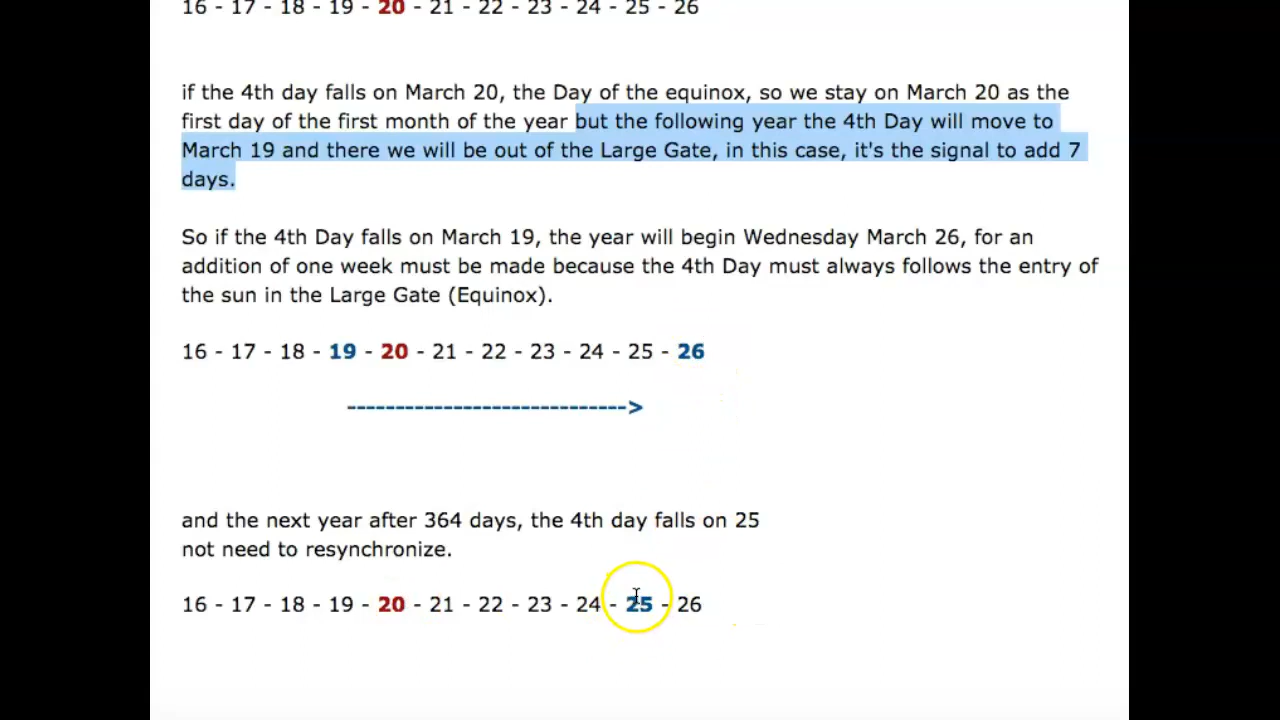 16 - 17 - 18 - 19 - 20 - 21 - 22 - 23 - 24 - 25 - 26
if the 4th day falls on March 20, the Day of the equinox, so we stay on March 20 as the
first day of the first month of the year but the following year the 4th Day will move to
March 19 and there we will be out of the Large Gate, in this case, it's the signal to add 7
days.
So if the 4th Day falls on March 19, the year will begin Wednesday March 26, for an
addition of one week must be made because the 4th Day must always follows the entry of
the sun in the Large Gate (Equinox).
16 - 17 - 18 - 19 - 20 - 21 - 22 - 23 - 24 - 25 - 26
----------------------------->
and the next year after 364 days, the 4th day falls on 25
not need to resynchronize.
16 - 17 - 18 - 19 - 20 - 21 - 22 - 23 - 24 - 25 - 26